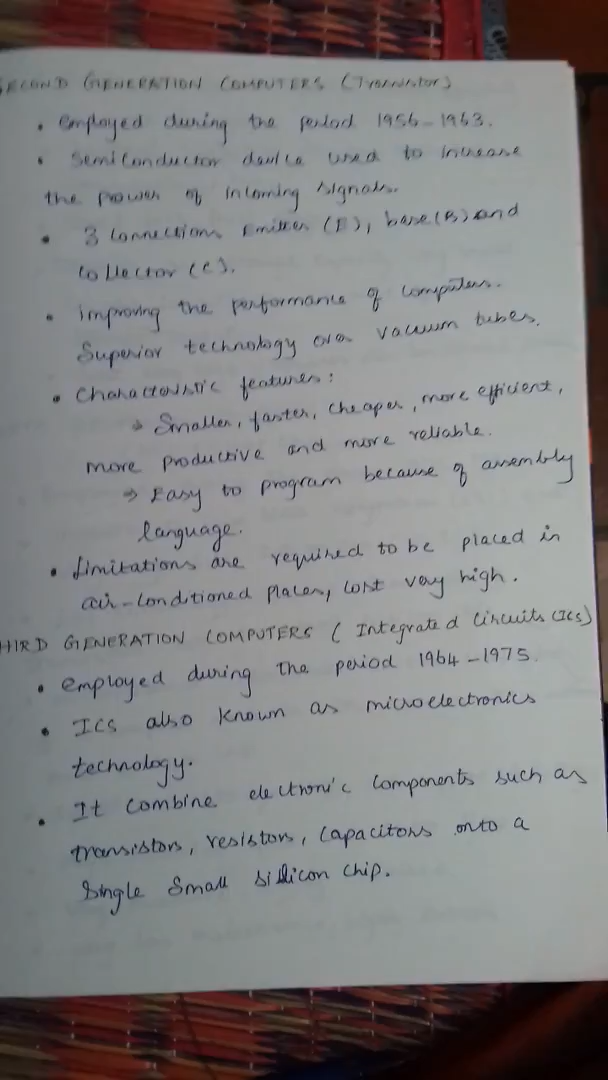 SECOND GENERATION COMPUTERS (Transistor)
• employed during the period 1956-1963.
• Semiconductor device used to increase
the power of incoming signals.
• 3 connections Emitter (E), base(B) and
collector (C).
• improving the performance of computers.
Superior technology over vacuum tubes.
• Characteristic features:
→ Smaller, faster, cheaper, more efficient,
more productive and more reliable.
→ Easy to program because of assembly
language.
• Limitations are required to be placed in
air-conditioned places, cost very high.
HIRD GENERATION COMPUTERS (Integrated Circuits (ICs)
• employed during the period 1964-1975.
• ICS also known as microelectronics
technology.
• It combine electronic components such as
transistors, resistors, capacitors onto a
single small silicon chip.